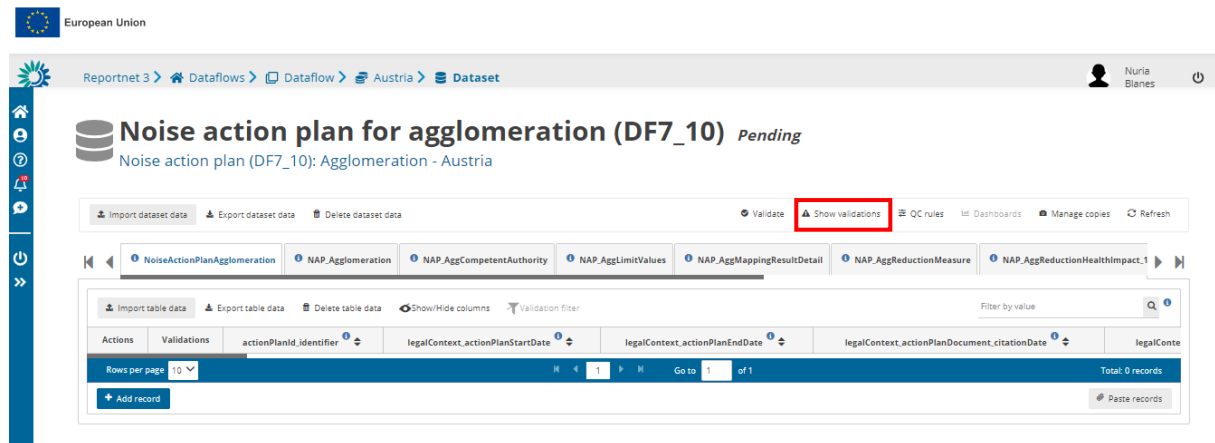 European Union
Reportnet 3 Dataflows Dataflow Austria Dataset
Nuria
Blanes
Noise action plan for agglomeration (DF7_10) Pending
Noise action plan (DF7_10): Agglomeration - Austria
10
Import dataset data Export dataset data Delete dataset data Validate Show validations QC rules Dashboards Manage copies Refresh
NoiseActionPlanAgglomeration NAP_Agglomeration NAP_AggCompetentAuthority NAP_AggLimitValues NAP_AggMappingResultDetail NAP_AggReductionMeasure NAP_AggReductionHealthImpact_1
Import table data Export table data Delete table data Show/Hide columns Validation filter Filter by value
Actions Validations actionPlanId_identifier legalContext_actionPlanStartDate legalContext_actionPlanEndDate legalContext_actionPlanDocument_citationDate legalConte
Rows per page 10 1 Go to 1 of 1 Total: 0 records
Add record Paste records